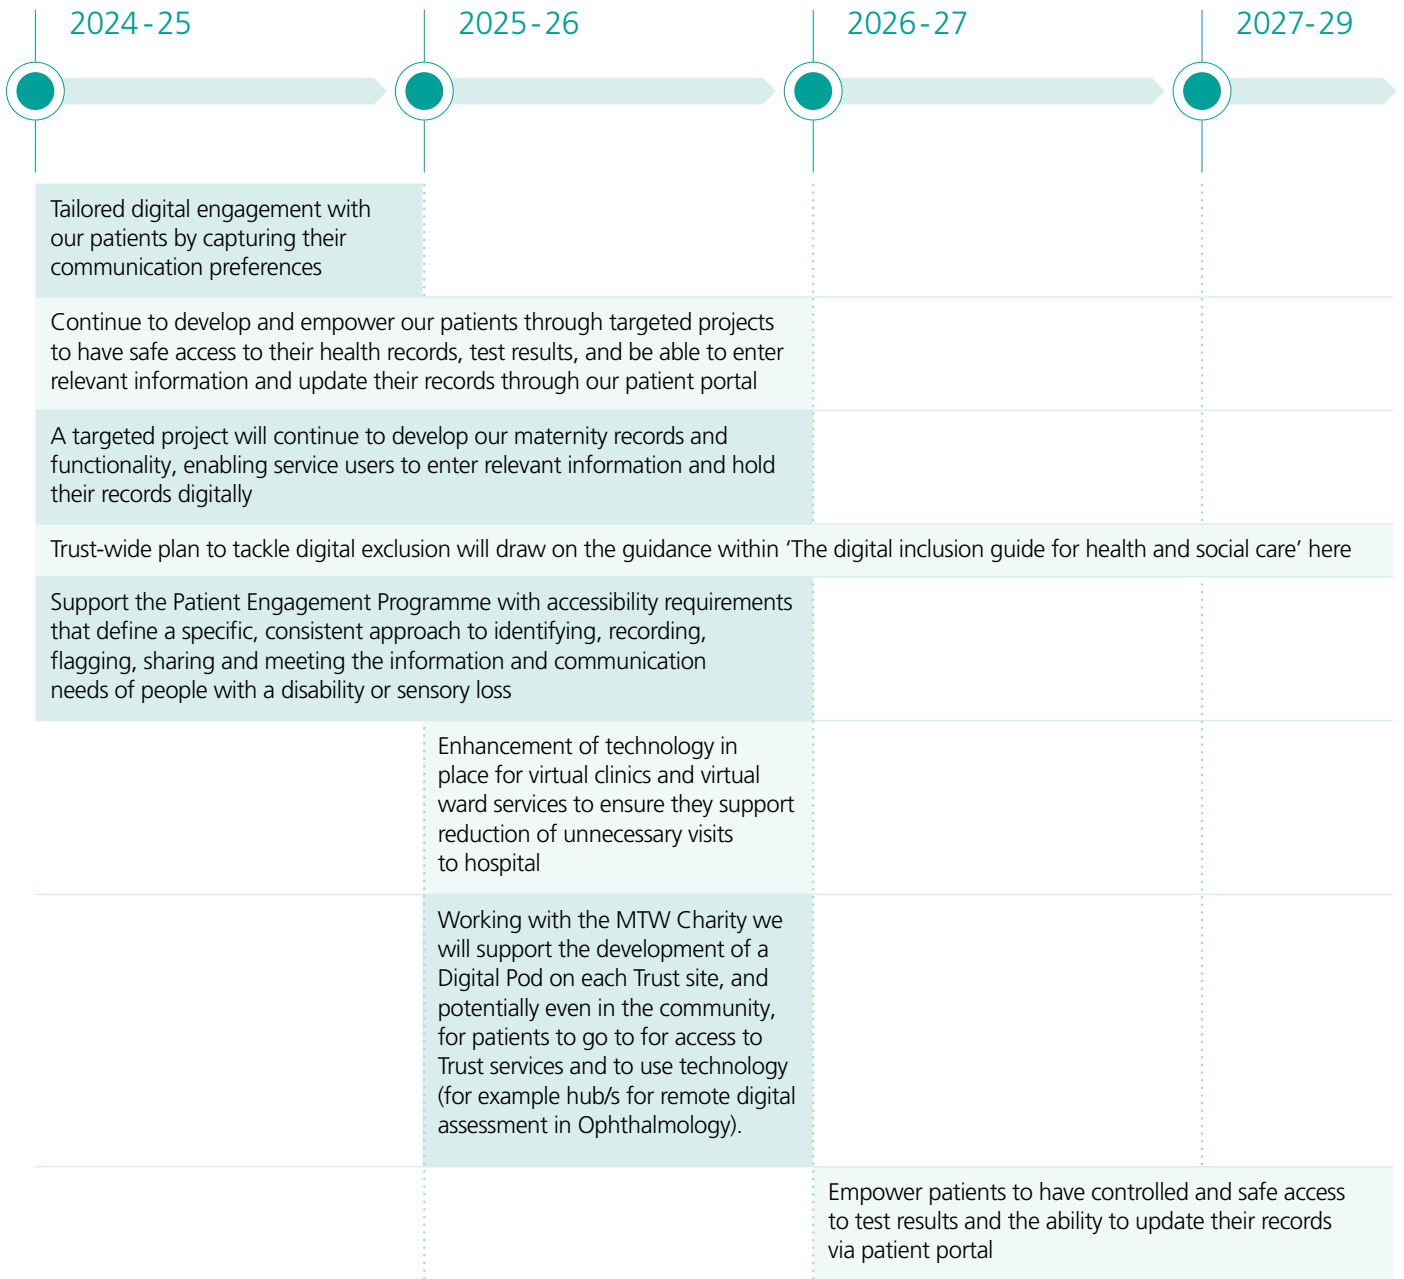 2024-25
2025-26
2026-27
2027-29
Tailored digital engagement with
our patients by capturing their
communication preferences
Continue to develop and empower our patients through targeted projects
to have safe access to their health records, test results, and be able to enter
relevant information and update their records through our patient portal
A targeted project will continue to develop our maternity records and
functionality, enabling service users to enter relevant information and hold
their records digitally
Trust-wide plan to tackle digital exclusion will draw on the guidance within ‘The digital inclusion guide for health and social care’ here
Support the Patient Engagement Programme with accessibility requirements
that define a specific, consistent approach to identifying, recording,
flagging, sharing and meeting the information and communication
needs of people with a disability or sensory loss
Enhancement of technology in
place for virtual clinics and virtual
ward services to ensure they support
reduction of unnecessary visits
to hospital
Working with the MTW Charity we
will support the development of a
Digital Pod on each Trust site, and
potentially even in the community,
for patients to go to for access to
Trust services and to use technology
(for example hub/s for remote digital
assessment in Ophthalmology).
Empower patients to have controlled and safe access
to test results and the ability to update their records
via patient portal